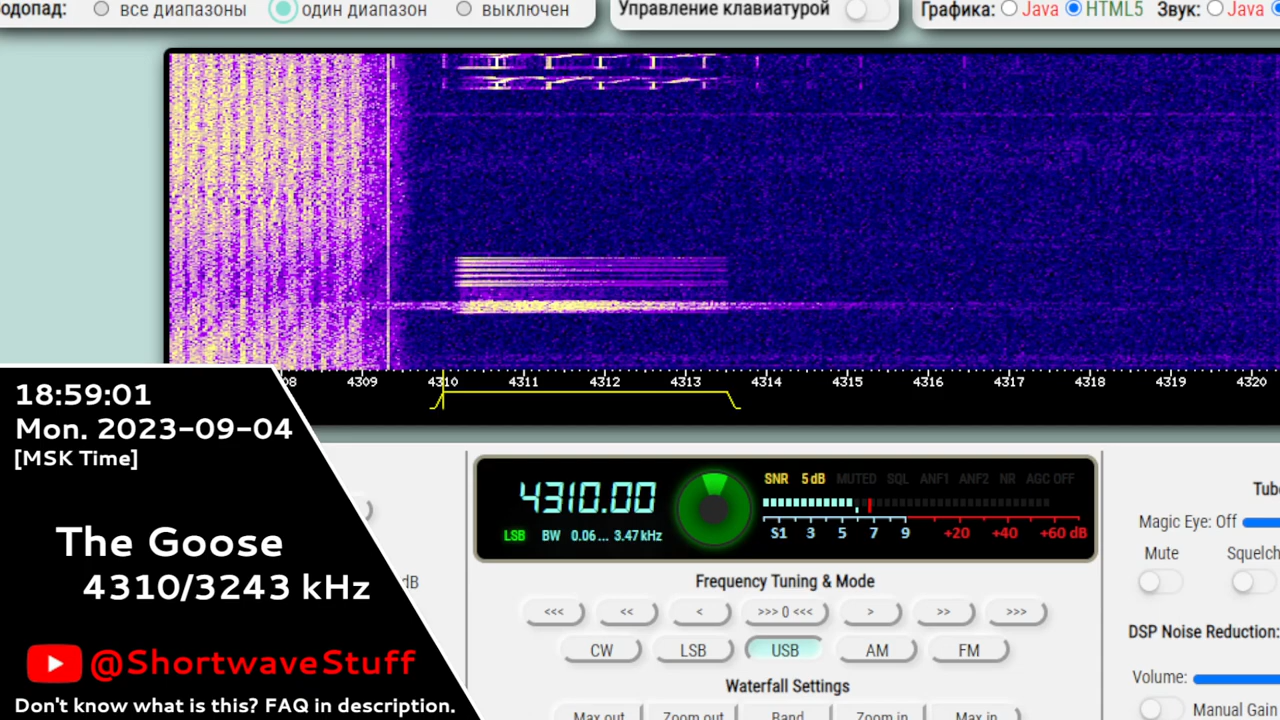 одопад: все диапазоны один диапазон выключен Управление клавиатурой Графика: Java HTML5 Звук: Java
08 4309 4310 4311 4312 4313 4314 4315 4316 4317 4318 4319 4320
18:59:01
Mon. 2023-09-04
[MSK Time]
The Goose
4310/3243 kHz
@ShortwaveStuff
Don't know what is this? FAQ in description.
dB
4310.00
LSB BW 0.06 ... 3.47 kHz
SNR 5 dB MUTED SQL ANF1 ANF2 NR AGC OFF
S1 3 5 7 9 +20 +40 +60 dB
Frequency Tuning & Mode
<<< << < >>> 0 <<< > >> >>>
CW LSB USB AM FM
Waterfall Settings
Max out Zoom out Band Zoom in Max in
Tube
Magic Eye: Off
Mute Squelch
DSP Noise Reduction:
Volume:
Manual Gain